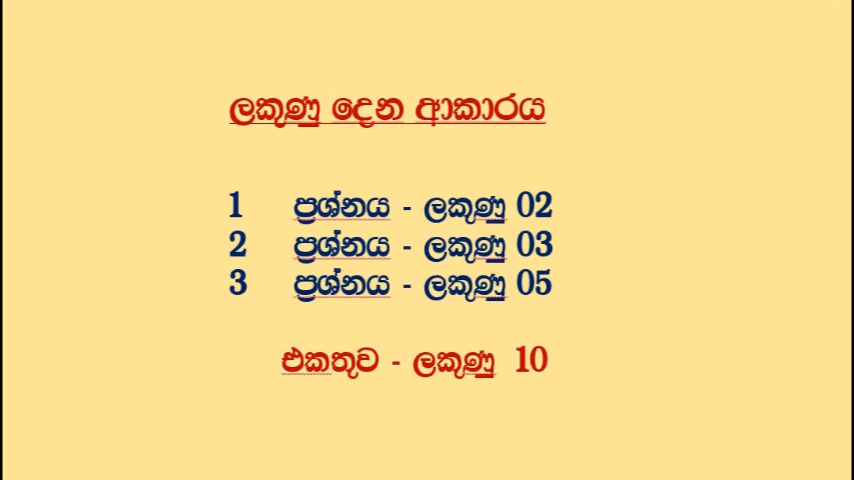 ලකුණු දෙන ආකාරය
1 ප්‍රශ්නය - ලකුණු 02
2 ප්‍රශ්නය - ලකුණු 03
3 ප්‍රශ්නය - ලකුණු 05
එකතුව - ලකුණු 10